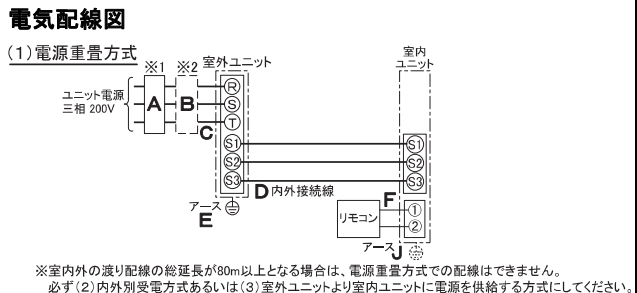 電気配線図
(1)電源重畳方式
※1 ※2 室外ユニット
室内
ユニット
ユニット電源
三相 200V
A
B
C
R
S
T
S1
S2
S3
S1
S2
S3
D 内外接続線
アース
E
F
リモコン
①
②
アース J
※室内外の渡り配線の総延長が80m以上となる場合は、電源重畳方式での配線はできません。
必ず(2)内外別受電方式あるいは(3)室外ユニットより室内ユニットに電源を供給する方式にしてください。